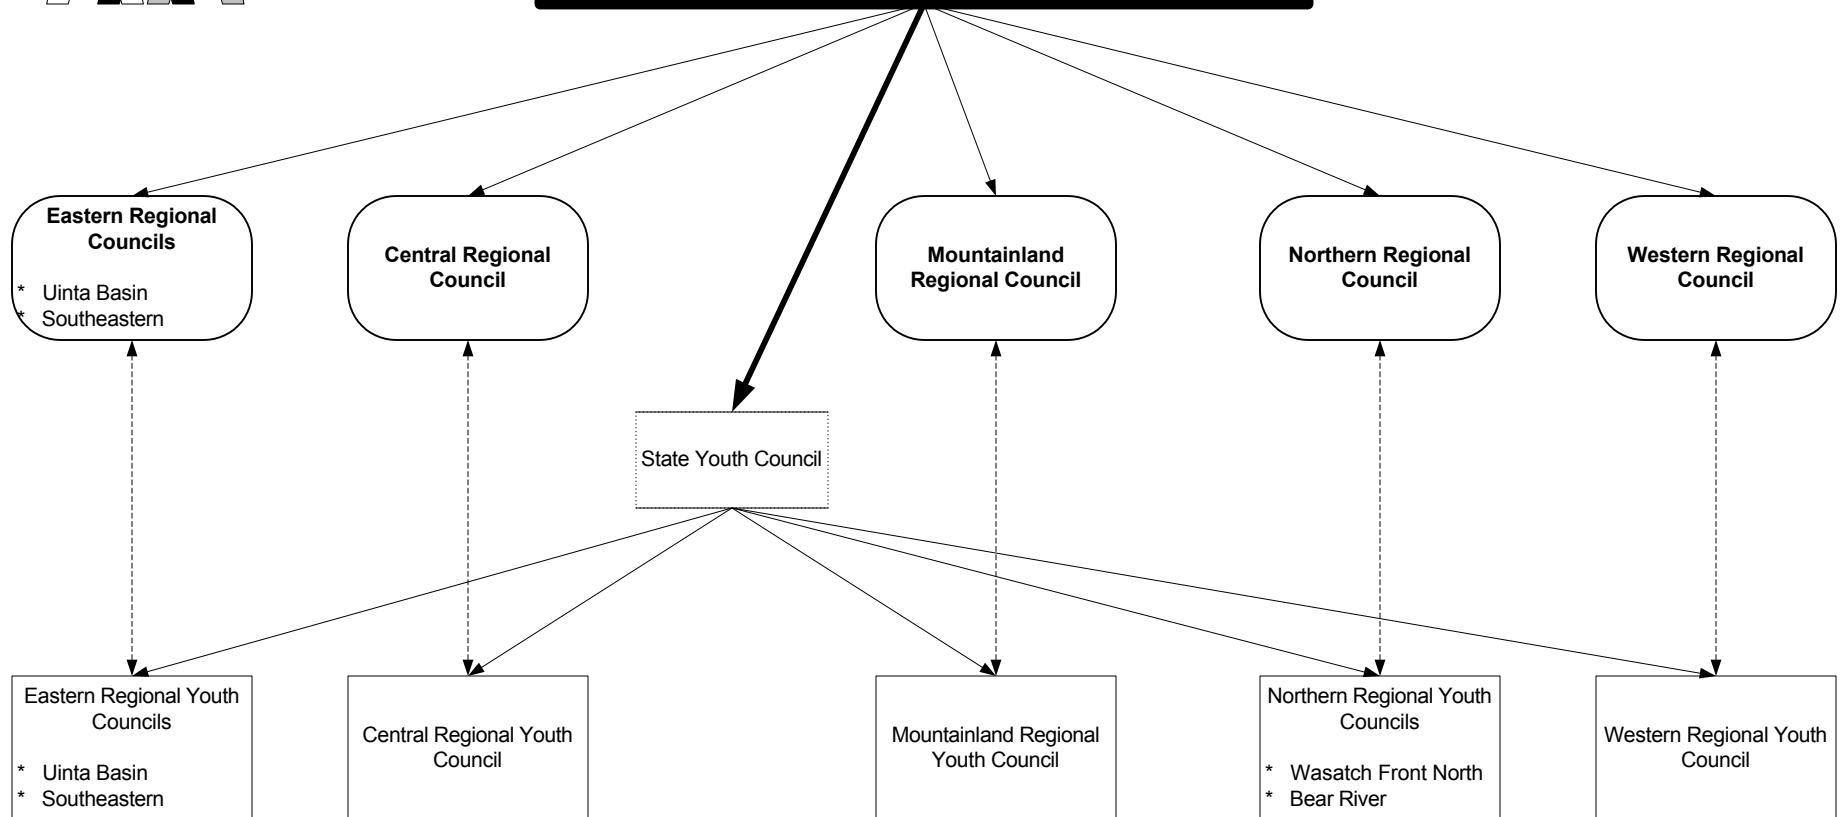 Eastern Regional
Councils
* Uinta Basin
* Southeastern
Central Regional
Council
Mountainland
Regional Council
Northern Regional
Council
Western Regional
Council
State Youth Council
Eastern Regional Youth
Councils
* Uinta Basin
* Southeastern
Central Regional Youth
Council
Mountainland Regional
Youth Council
Northern Regional Youth
Councils
* Wasatch Front North
* Bear River
Western Regional Youth
Council